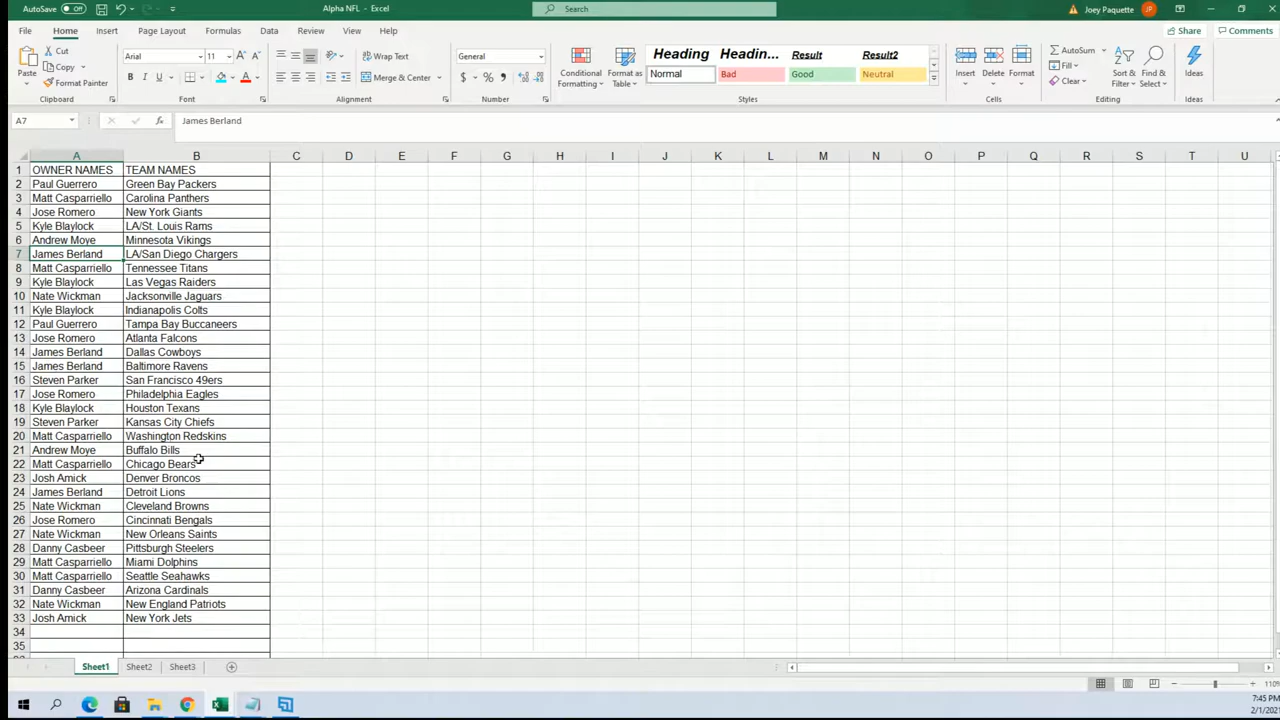 AutoSave Off Alpha NFL - Excel Search Joey Paquette JP
File Home Insert Page Layout Formulas Data Review View Help Share Comments
Paste Cut Copy Format Painter Clipboard
Arial 11 B I U A A A Font
Wrap Text Merge & Center Alignment
General $ % Number
Conditional Formatting Format as Table
Heading Headin... Result Result2
Normal Bad Good Neutral
Styles
Insert Delete Format Cells
AutoSum Fill Clear Sort & Filter Find & Select Editing
Ideas Ideas
A7 fx James Berland
A B C D E F G H I J K L M N O P Q R S T U
1 OWNER NAMES TEAM NAMES
2 Paul Guerrero Green Bay Packers
3 Matt Casparriello Carolina Panthers
4 Jose Romero New York Giants
5 Kyle Blaylock LA/St. Louis Rams
6 Andrew Moye Minnesota Vikings
7 James Berland LA/San Diego Chargers
8 Matt Casparriello Tennessee Titans
9 Kyle Blaylock Las Vegas Raiders
10 Nate Wickman Jacksonville Jaguars
11 Kyle Blaylock Indianapolis Colts
12 Paul Guerrero Tampa Bay Buccaneers
13 Jose Romero Atlanta Falcons
14 James Berland Dallas Cowboys
15 James Berland Baltimore Ravens
16 Steven Parker San Francisco 49ers
17 Jose Romero Philadelphia Eagles
18 Kyle Blaylock Houston Texans
19 Steven Parker Kansas City Chiefs
20 Matt Casparriello Washington Redskins
21 Andrew Moye Buffalo Bills
22 Matt Casparriello Chicago Bears
23 Josh Amick Denver Broncos
24 James Berland Detroit Lions
25 Nate Wickman Cleveland Browns
26 Jose Romero Cincinnati Bengals
27 Nate Wickman New Orleans Saints
28 Danny Casbeer Pittsburgh Steelers
29 Matt Casparriello Miami Dolphins
30 Matt Casparriello Seattle Seahawks
31 Danny Casbeer Arizona Cardinals
32 Nate Wickman New England Patriots
33 Josh Amick New York Jets
34
35
Sheet1 Sheet2 Sheet3
110%
7:45 PM